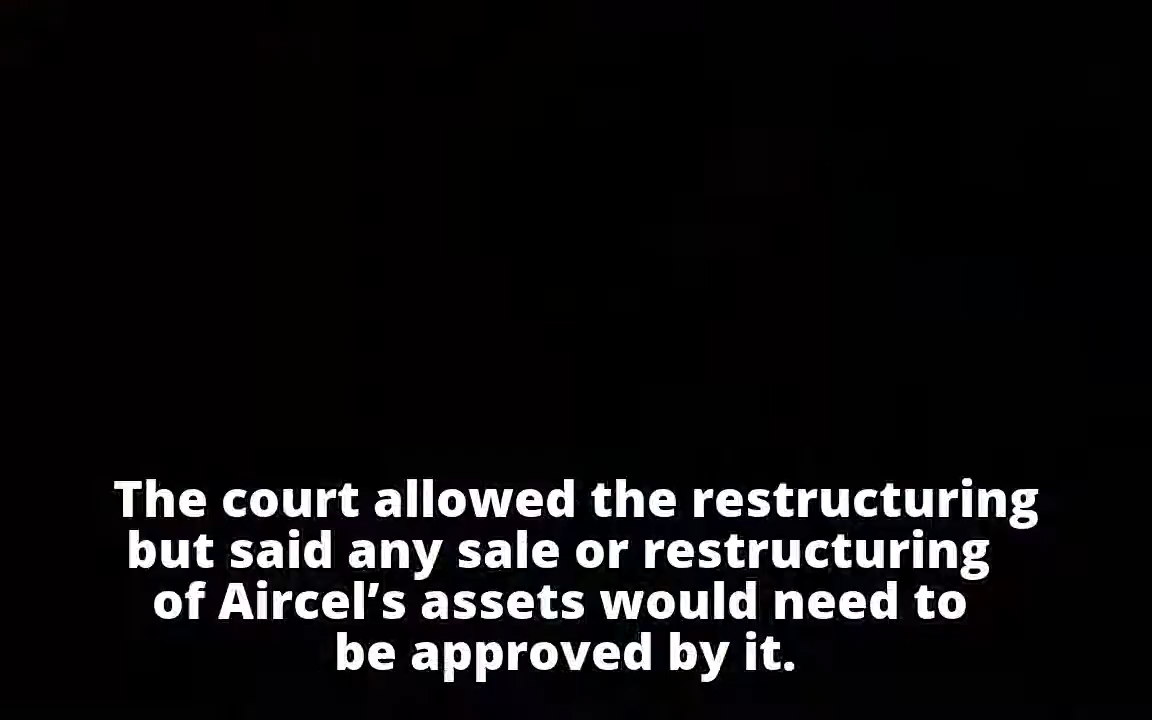 The court allowed the restructuring
but said any sale or restructuring
of Aircel’s assets would need to
be approved by it.